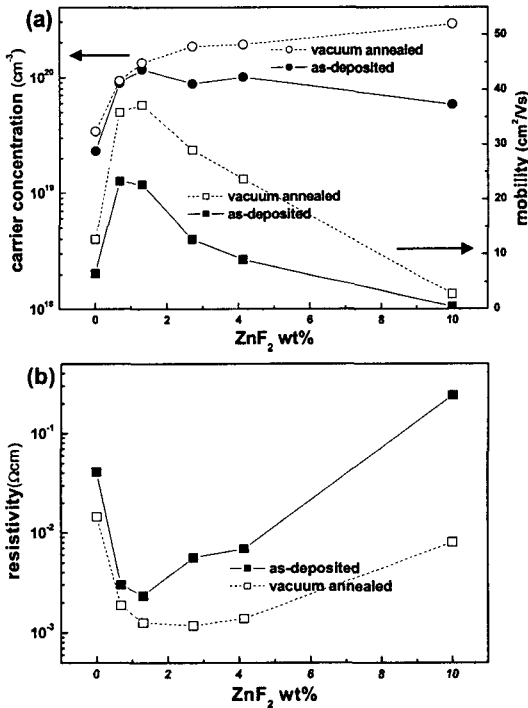 (a)
vacuum annealed
as-deposited
vacuum annealed
as-deposited
carrier concentration (cm⁻³)
10²⁰
10¹⁹
10¹⁸
mobility (cm²/Vs)
50
40
30
20
10
0
0 2 4 6 8 10
ZnF₂ wt%
(b)
as-deposited
vacuum annealed
resistivity(Ωcm)
10⁻¹
10⁻²
10⁻³
0 2 4 6 8 10
ZnF₂ wt%